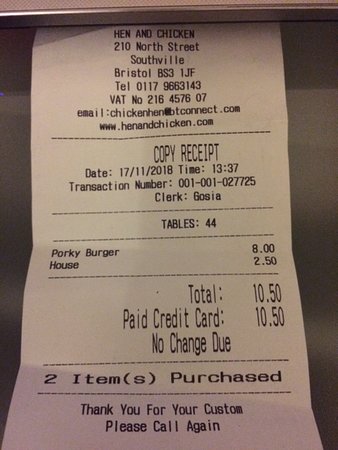 HEN AND CHICKEN
210 North Street
Southville
Bristol BS3 1JF
Tel 0117 9663143
VAT No 216 4576 07
email:chickenhen@btconnect.com
www.henandchicken.com
COPY RECEIPT
Date: 17/11/2018 Time: 13:37
Transaction Number: 001-001-027725
Clerk: Gosia
TABLES: 44
Porky Burger 8.00
House 2.50
Total: 10.50
Paid Credit Card: 10.50
No Change Due
2 Item(s) Purchased
Thank You For Your Custom
Please Call Again